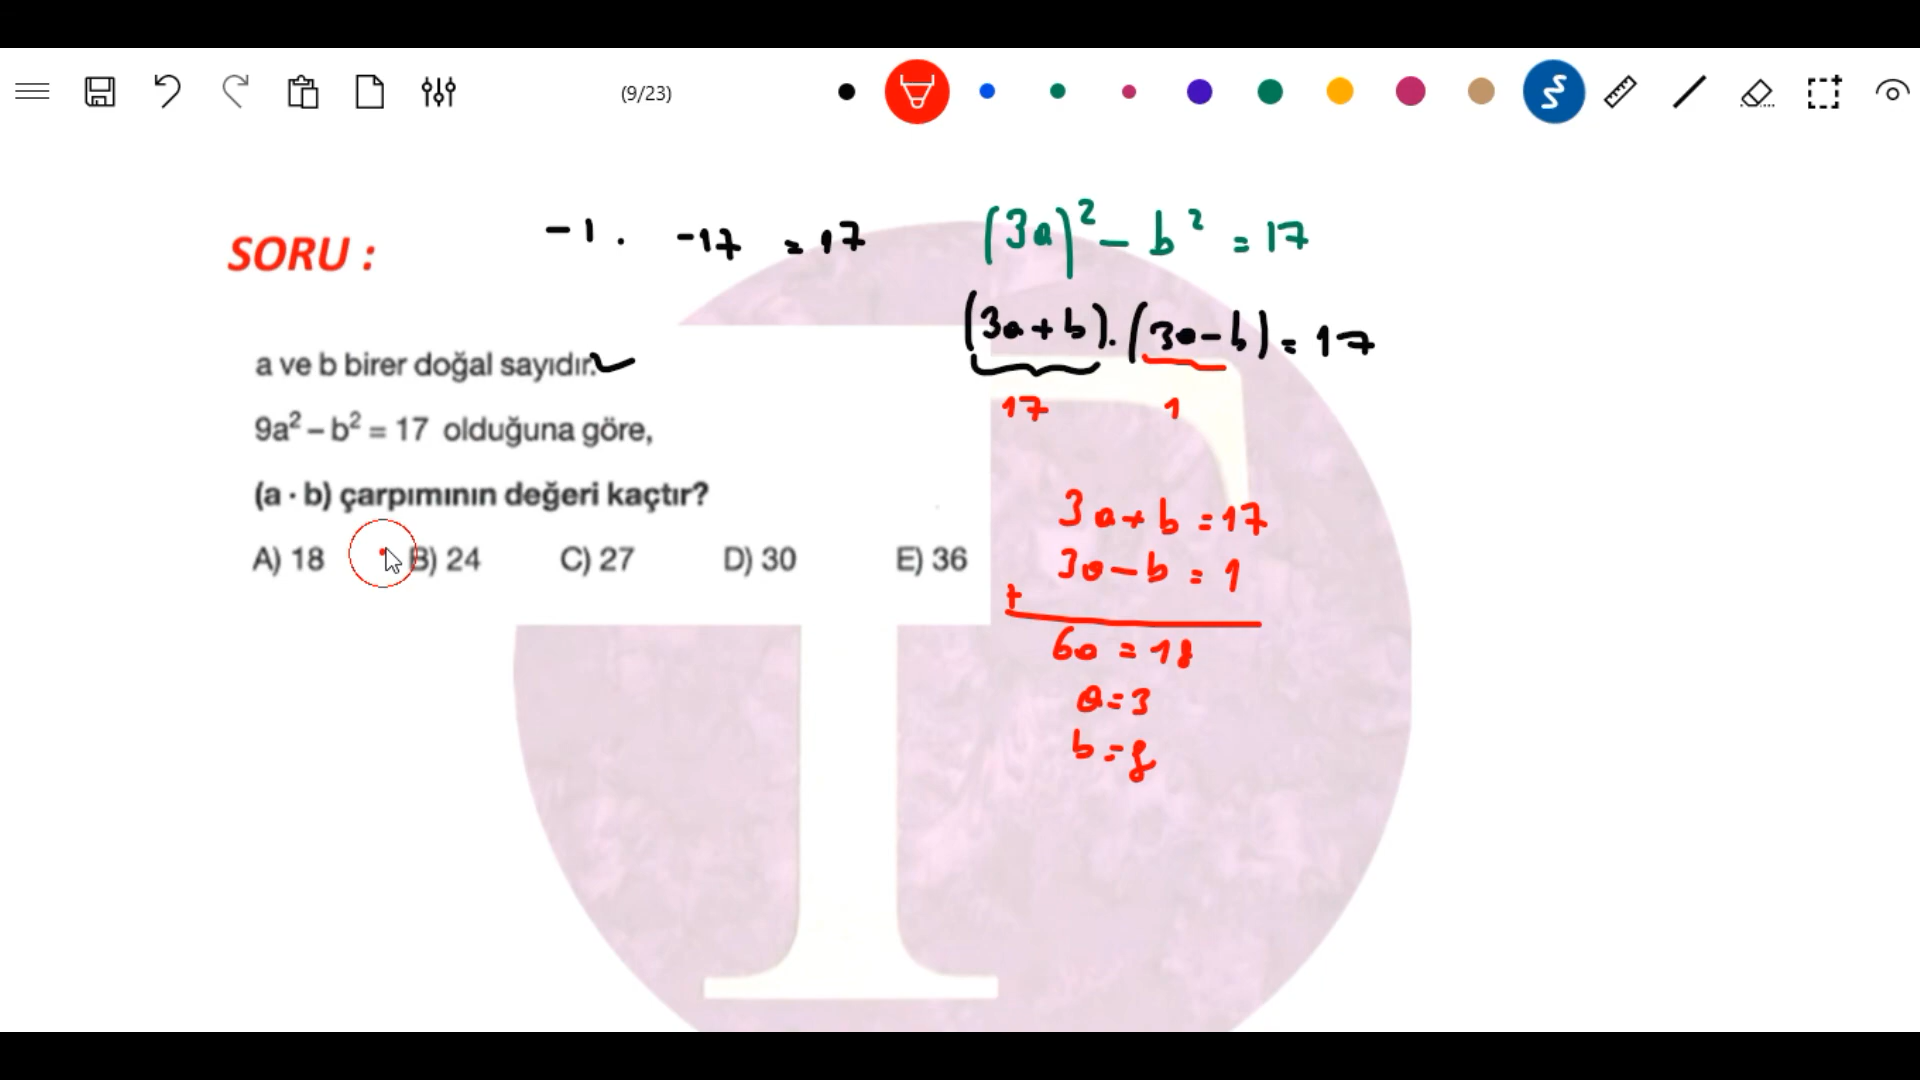 (9/23)
-1 . -17 = 17
(3a)² - b² = 17
SORU :
(3a+b).(3a-b) = 17
a ve b birer doğal sayıdır.
17 1
9a² – b² = 17 olduğuna göre,
(a · b) çarpımının değeri kaçtır?
3a+b=17
A) 18 B) 24 C) 27 D) 30 E) 36
3a-b=1
+
6a=18
a=3
b=8